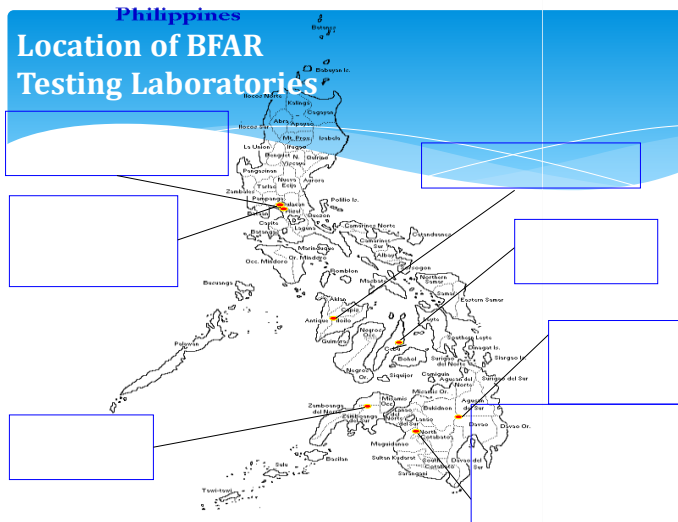 Philippines
Location of BFAR
Testing Laboratories
Batanes
Babuyan Is.
Ilocos Norte
Kalinga
Cagayan
Abra
Apayao
Ilocos Sur
Mt. Prov.
Isabela
La Union
Ifugao
Benguet
N. Vizcaya
Quirino
Pangasinan
Nueva Ecija
Aurora
Tarlac
Zambales
Pampanga
Bulacan
Rizal
Polillo Is.
Bataan
Cavite
Laguna
Quezon
Batangas
Camarines Norte
Catanduanes
Camarines Sur
Albay
Marinduque
Occ. Mindoro
Or. Mindoro
Sorsogon
Romblon
Masbate
Northern Samar
Samar
Eastern Samar
Busuanga
Aklan
Capiz
Antique
Iloilo
Leyte
Negros Occ.
Cebu
Southern Leyte
Guimaras
Dinagat Is.
Palawan
Bohol
Surigao del Norte
Siargao Is.
Negros Or.
Siquijor
Camiguin
Agusan del Norte
Surigao del Sur
Misamis Or.
Zamboanga del Norte
Misamis Occ.
Bukidnon
Agusan del Sur
Zamboanga del Sur
Lanao del Norte
Lanao del Sur
North Cotabato
Davao
Davao Or.
Maguidanao
Sultan Kudarat
South Cotabato
Davao del Sur
Sarangani
Basilan
Sulu
Tawi-tawi